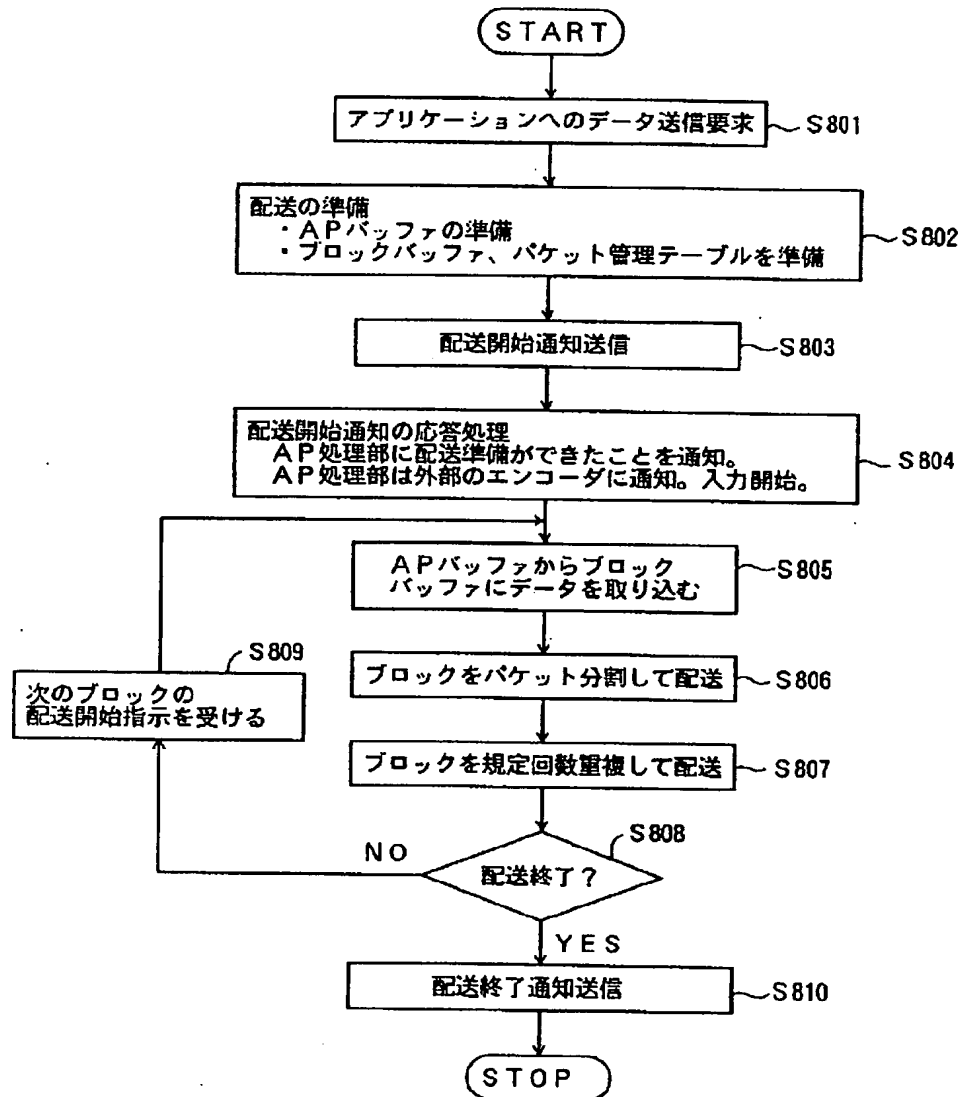 START
アプリケーションへのデータ送信要求
S801
配送の準備
・APバッファの準備
・ブロックバッファ、パケット管理テーブルを準備
S802
配送開始通知送信
S803
配送開始通知の応答処理
AP処理部に配送準備ができたことを通知。
AP処理部は外部のエンコーダに通知。入力開始。
S804
APバッファからブロック
バッファにデータを取り込む
S805
ブロックをパケット分割して配送
S806
ブロックを規定回数重複して配送
S807
配送終了?
S808
NO
次のブロックの
配送開始指示を受ける
S809
YES
配送終了通知送信
S810
STOP